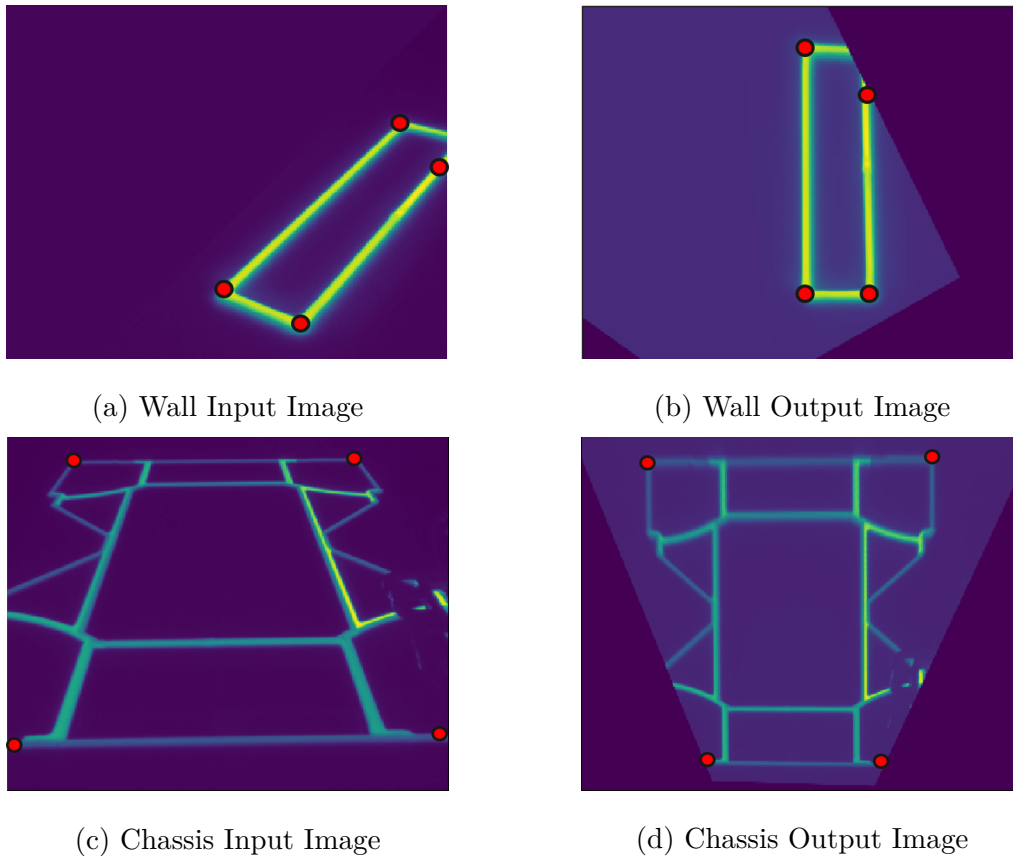 (a) Wall Input Image
(b) Wall Output Image
(c) Chassis Input Image
(d) Chassis Output Image